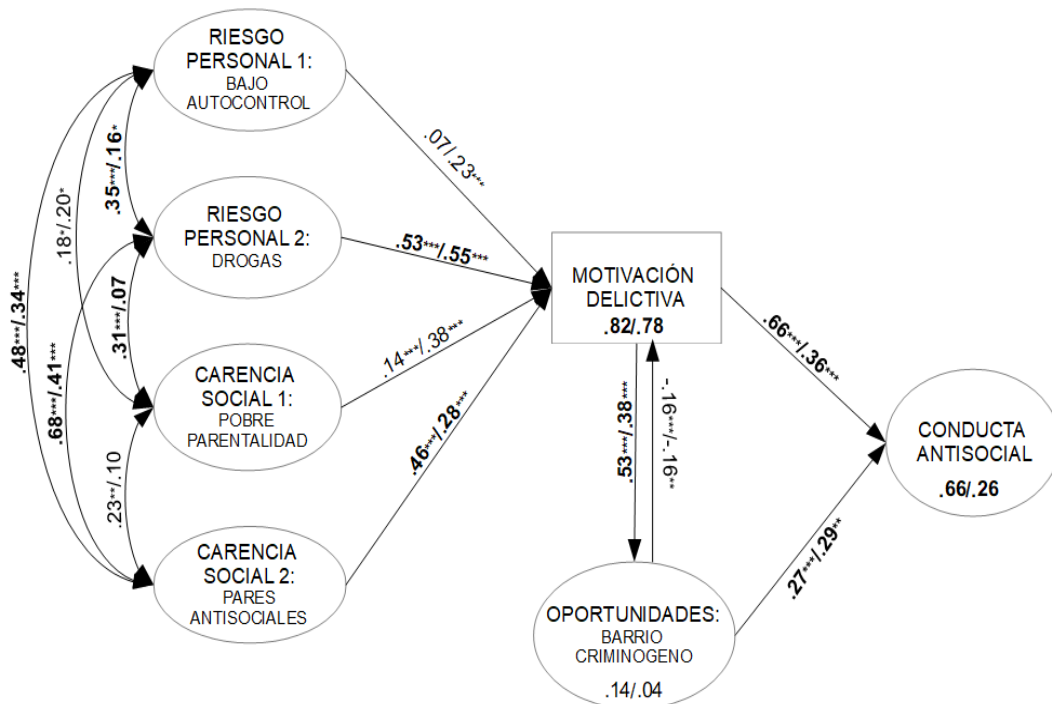 RIESGO
PERSONAL 1:
BAJO
AUTOCONTROL
.07/.23***
.35***/.16*
.18*/.20*
.48***/.34***
RIESGO
PERSONAL 2:
DROGAS
.53***/.55***
.31***/.07
.68***/.41***
CARENCIA
SOCIAL 1:
POBRE
PARENTALIDAD
.14***/.38***
.23**/.10
CARENCIA
SOCIAL 2:
PARES
ANTISOCIALES
.46***/.28***
MOTIVACIÓN
DELICTIVA
.82/.78
.66***/.36***
.53***/.38***
-.16***/-.16**
CONDUCTA
ANTISOCIAL
.66/.26
.27***/.29**
OPORTUNIDADES:
BARRIO
CRIMINOGENO
.14/.04